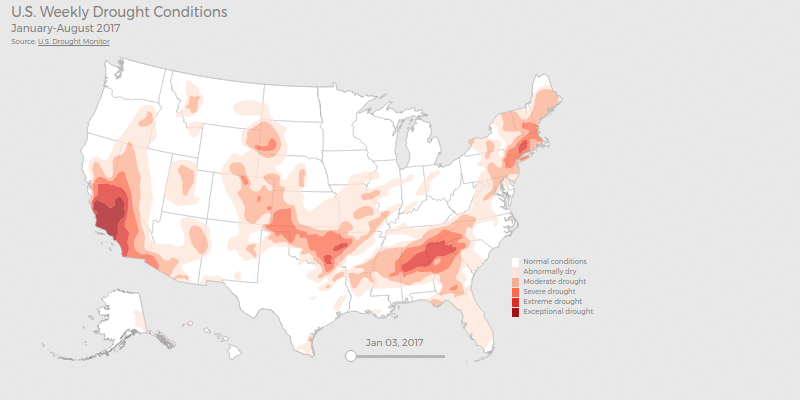 U.S. Weekly Drought Conditions
January-August 2017
Source: U.S. Drought Monitor
Normal conditions
Abnormally dry
Moderate drought
Severe drought
Extreme drought
Exceptional drought
Jan 03, 2017